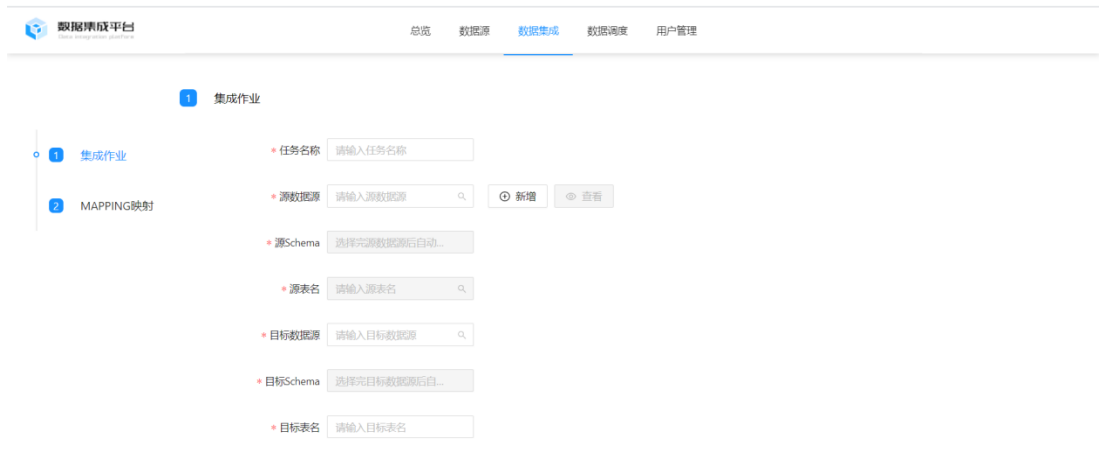 数据集成平台
Data integration platform
总览 数据源 数据集成 数据调度 用户管理
1 集成作业
1 集成作业
2 MAPPING映射
* 任务名称 请输入任务名称
* 源数据源 请输入源数据源 新增 查看
* 源Schema 选择完源数据源后自动...
* 源表名 请输入源表名
* 目标数据源 请输入目标数据源
* 目标Schema 选择完目标数据源后自...
* 目标表名 请输入目标表名